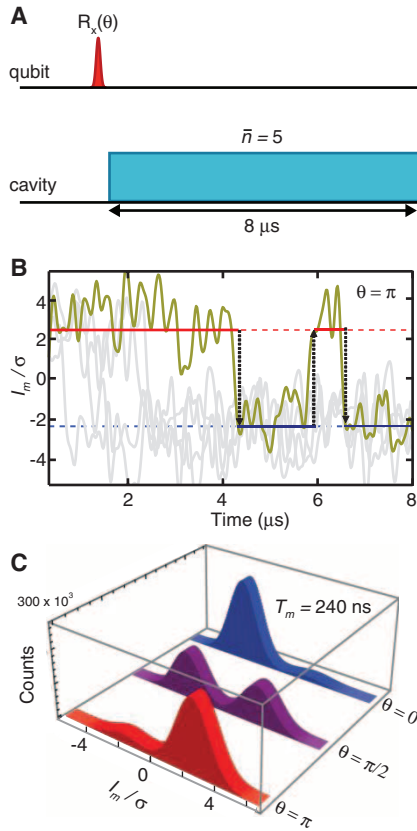 A
Rₓ(θ)
qubit
n̄ = 5
cavity
8 µs
B
θ = π
4
2
0
-2
-4
Iₘ/σ
2
4
6
8
Time (µs)
C
300 x 10³
Tₘ = 240 ns
Counts
θ = 0
θ = π/2
θ = π
-4
0
4
Iₘ/σ